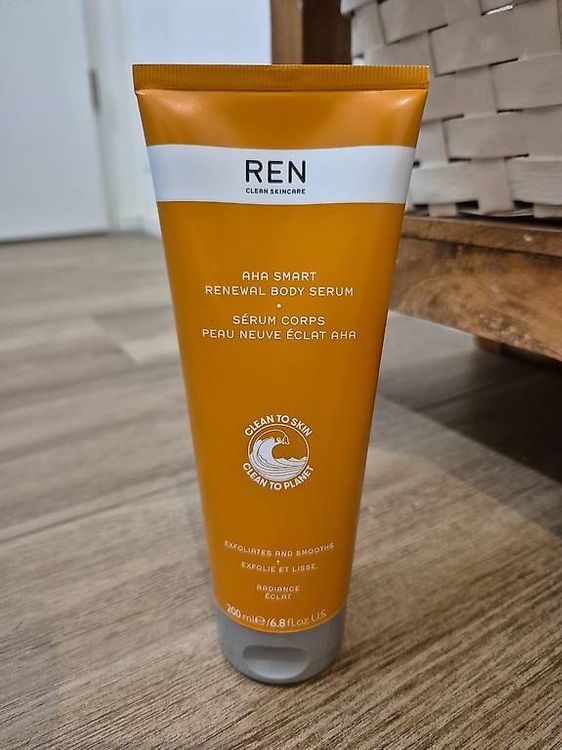 REN
CLEAN SKINCARE
AHA SMART
RENEWAL BODY SERUM
•
SÉRUM CORPS
PEAU NEUVE ÉCLAT AHA
CLEAN TO SKIN
CLEAN TO PLANET
EXFOLIATES AND SMOOTHS
•
EXFOLIE ET LISSE
RADIANCE
ÉCLAT
200 ml ℮/6.8 fl.oz. U.S.